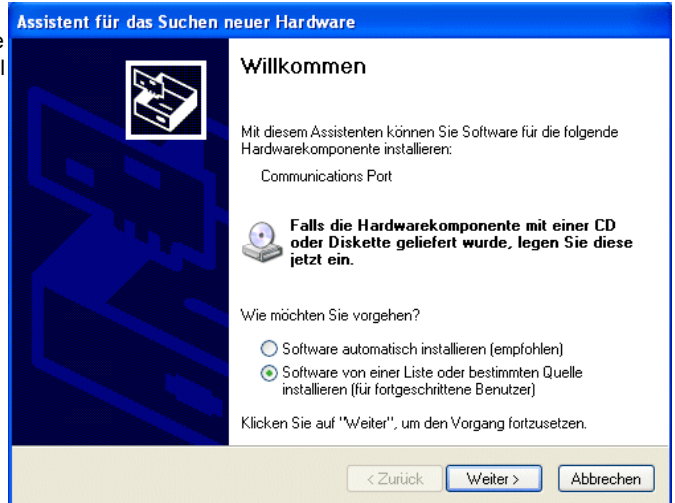 Assistent für das Suchen neuer Hardware
e
l
Willkommen
Mit diesem Assistenten können Sie Software für die folgende
Hardwarekomponente installieren:
Communications Port
Falls die Hardwarekomponente mit einer CD
oder Diskette geliefert wurde, legen Sie diese
jetzt ein.
Wie möchten Sie vorgehen?
Software automatisch installieren (empfohlen)
Software von einer Liste oder bestimmten Quelle
installieren (für fortgeschrittene Benutzer)
Klicken Sie auf "Weiter", um den Vorgang fortzusetzen.
< Zurück Weiter > Abbrechen